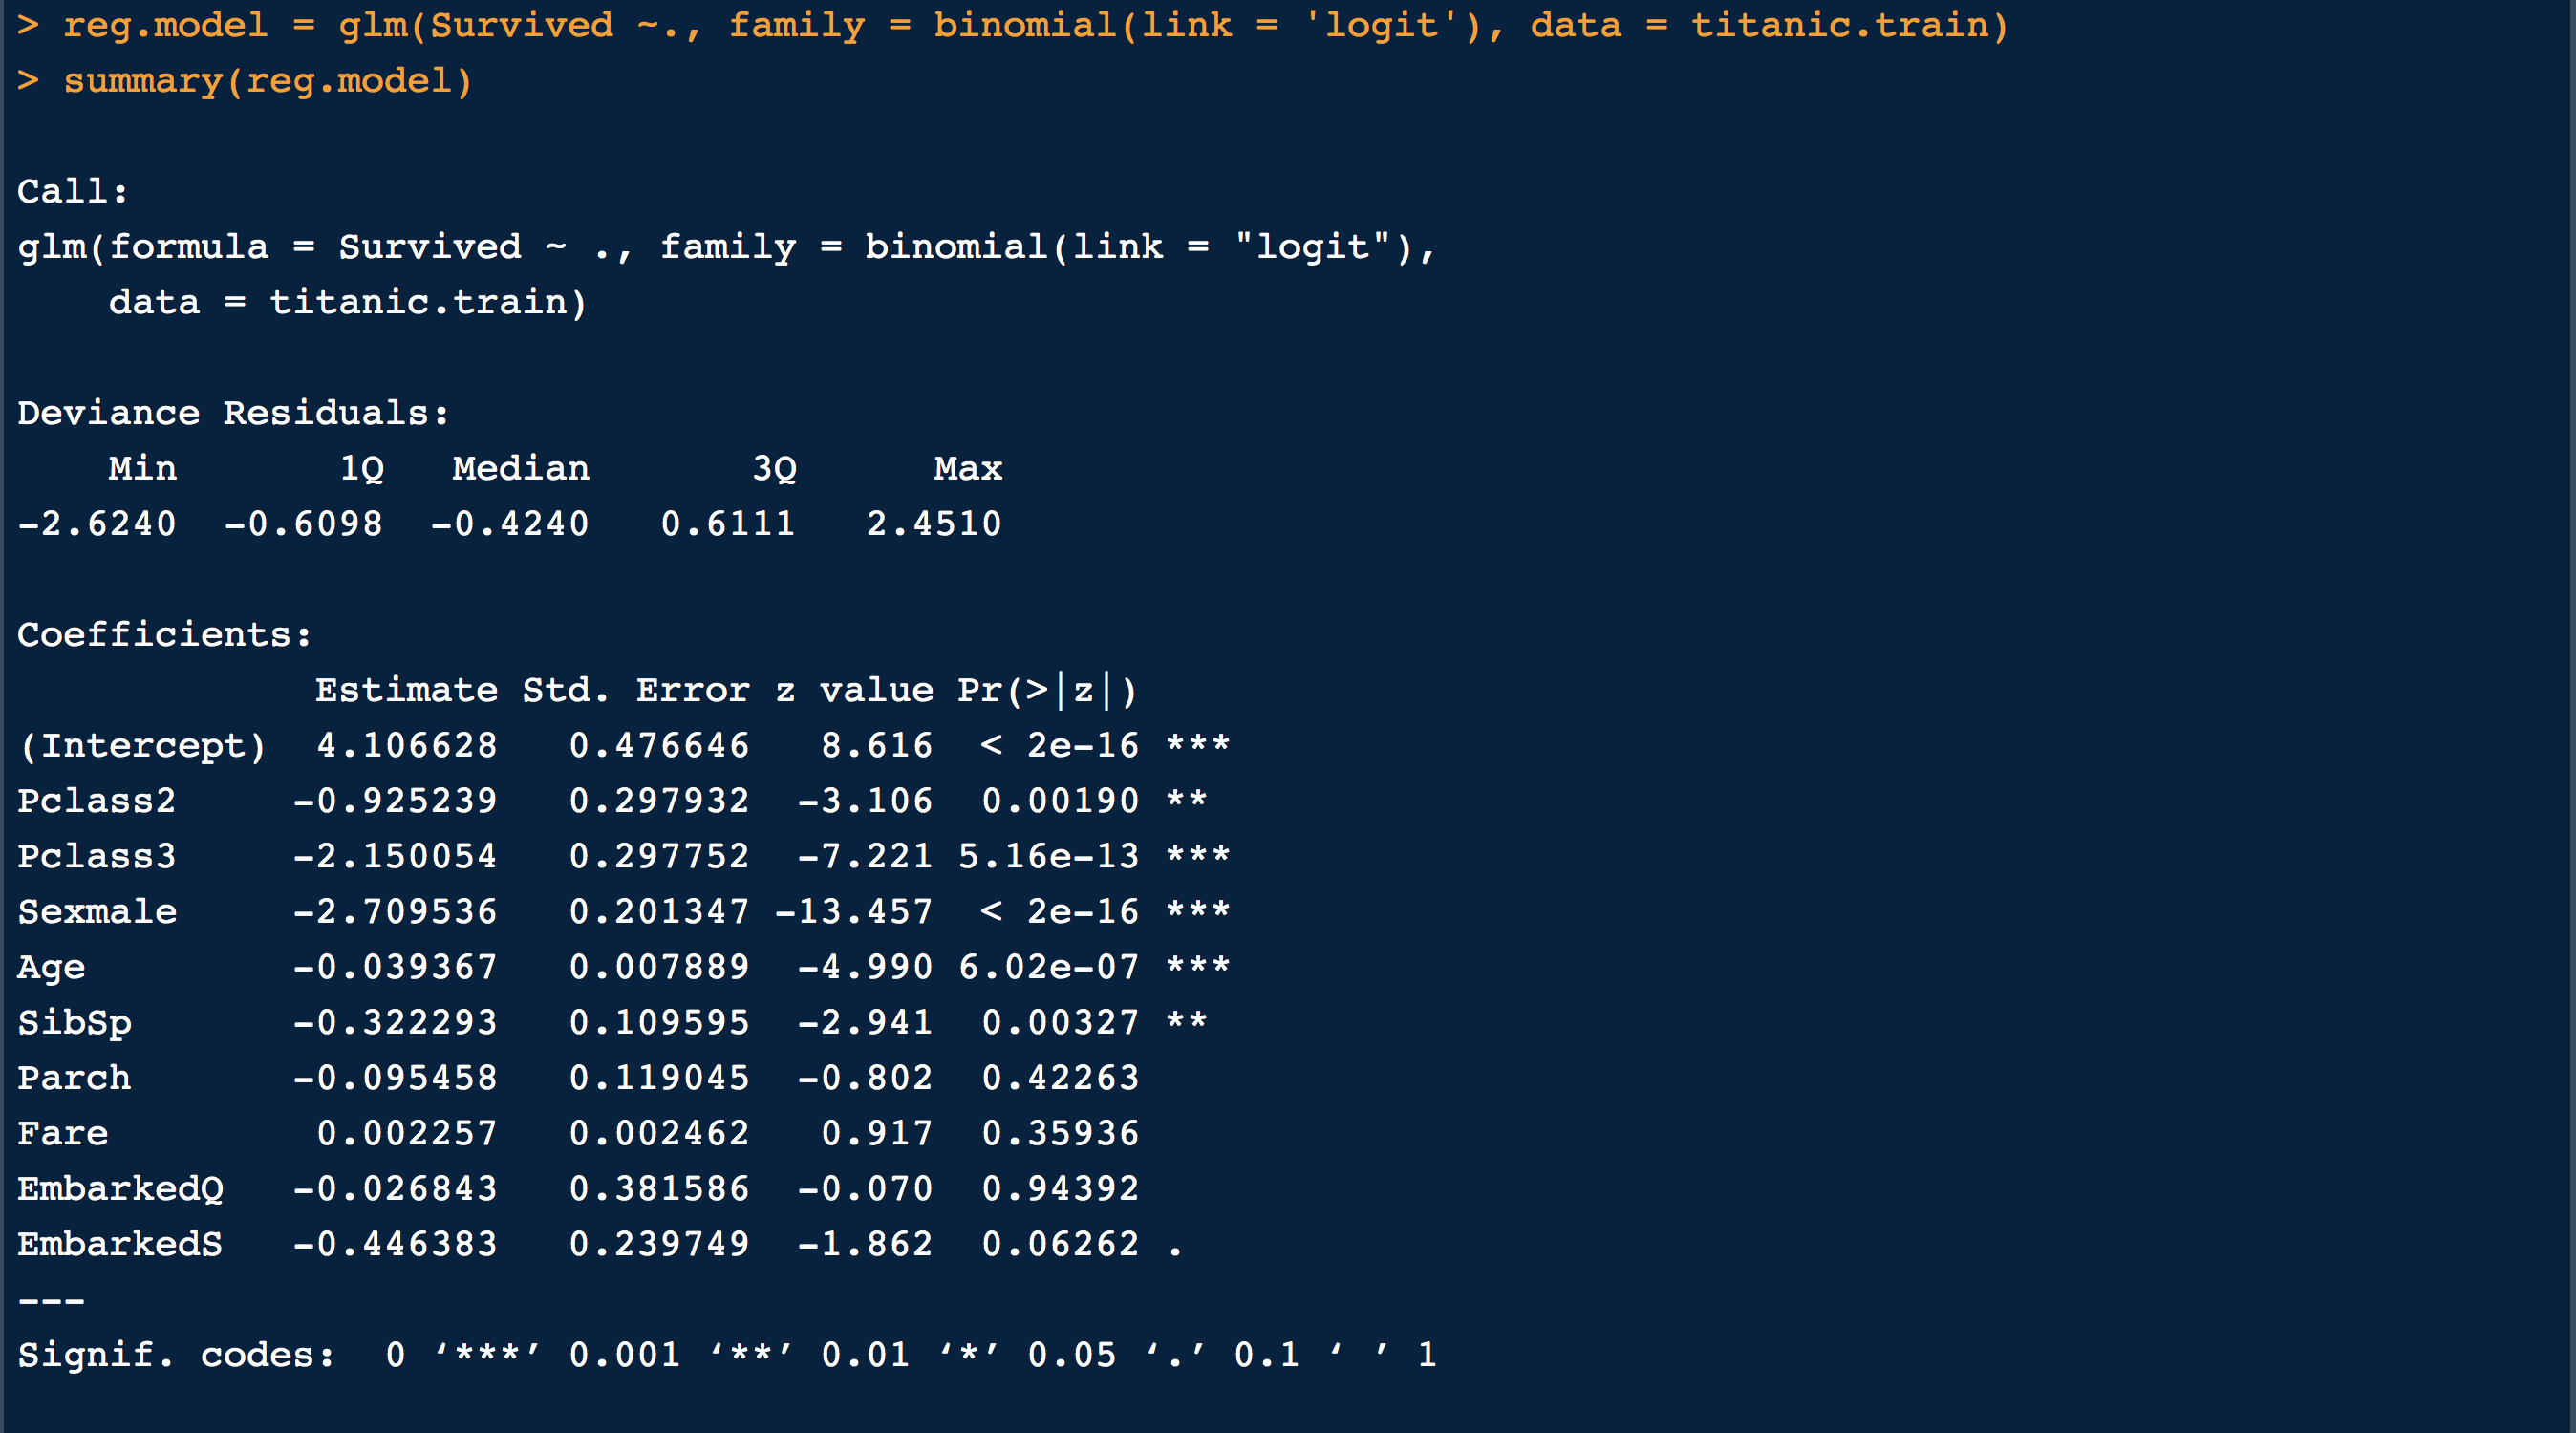 > reg.model = glm(Survived ~., family = binomial(link = 'logit'), data = titanic.train)
> summary(reg.model)
Call:
glm(formula = Survived ~ ., family = binomial(link = "logit"),
    data = titanic.train)
Deviance Residuals:
    Min       1Q   Median       3Q      Max
-2.6240  -0.6098  -0.4240   0.6111   2.4510
Coefficients:
             Estimate Std. Error z value Pr(>|z|)
(Intercept)  4.106628   0.476646   8.616  < 2e-16 ***
Pclass2     -0.925239   0.297932  -3.106  0.00190 **
Pclass3     -2.150054   0.297752  -7.221 5.16e-13 ***
Sexmale     -2.709536   0.201347 -13.457  < 2e-16 ***
Age         -0.039367   0.007889  -4.990 6.02e-07 ***
SibSp       -0.322293   0.109595  -2.941  0.00327 **
Parch       -0.095458   0.119045  -0.802  0.42263
Fare         0.002257   0.002462   0.917  0.35936
EmbarkedQ   -0.026843   0.381586  -0.070  0.94392
EmbarkedS   -0.446383   0.239749  -1.862  0.06262 .
---
Signif. codes:  0 ‘***’ 0.001 ‘**’ 0.01 ‘*’ 0.05 ‘.’ 0.1 ‘ ’ 1